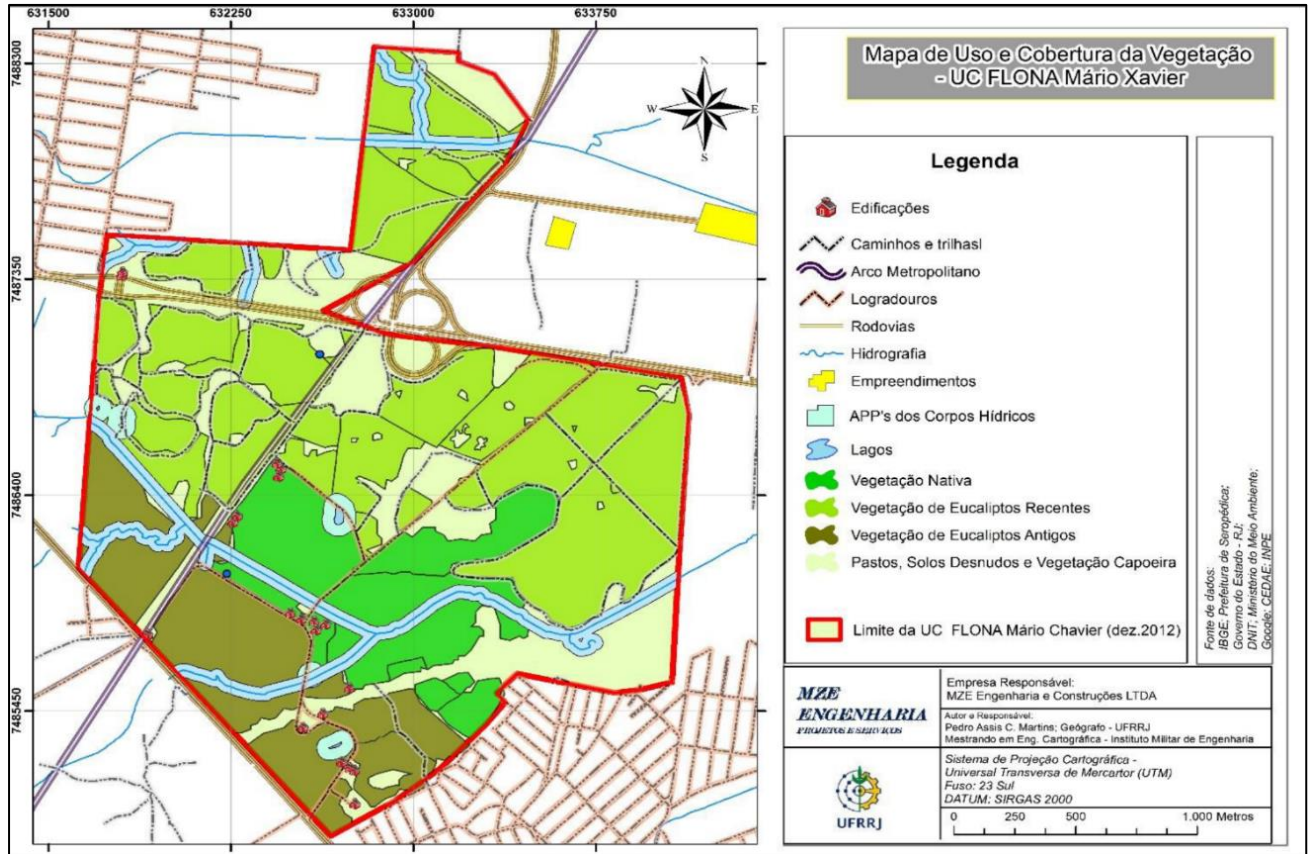 631500 632250 633000 633750
7488300
7487350
7486400
7485450
N
W E
S
Mapa de Uso e Cobertura da Vegetação
- UC FLONA Mário Xavier
Legenda
Edificações
Caminhos e trilhasl
Arco Metropolitano
Logradouros
Rodovias
Hidrografia
Empreendimentos
APP's dos Corpos Hídricos
Lagos
Vegetação Nativa
Vegetação de Eucaliptos Recentes
Vegetação de Eucaliptos Antigos
Pastos, Solos Desnudos e Vegetação Capoeira
Limite da UC FLONA Mário Chavier (dez.2012)
Fonte de dados:
IBGE; Prefeitura de Seropédica;
Governo do Estado - RJ;
DNIT; Ministério do Meio Ambiente;
Google; CEDAE; INPE
MZE
ENGENHARIA
PROJETOS E SERVIÇOS
Empresa Responsável:
MZE Engenharia e Construções LTDA
Autor e Responsável:
Pedro Assis C. Martins; Geógrafo - UFRRJ
Mestrando em Eng. Cartográfica - Instituto Militar de Engenharia
UFRRJ
Sistema de Projeção Cartográfica -
Universal Transversa de Mercartor (UTM)
Fuso: 23 Sul
DATUM: SIRGAS 2000
0 250 500 1.000 Metros